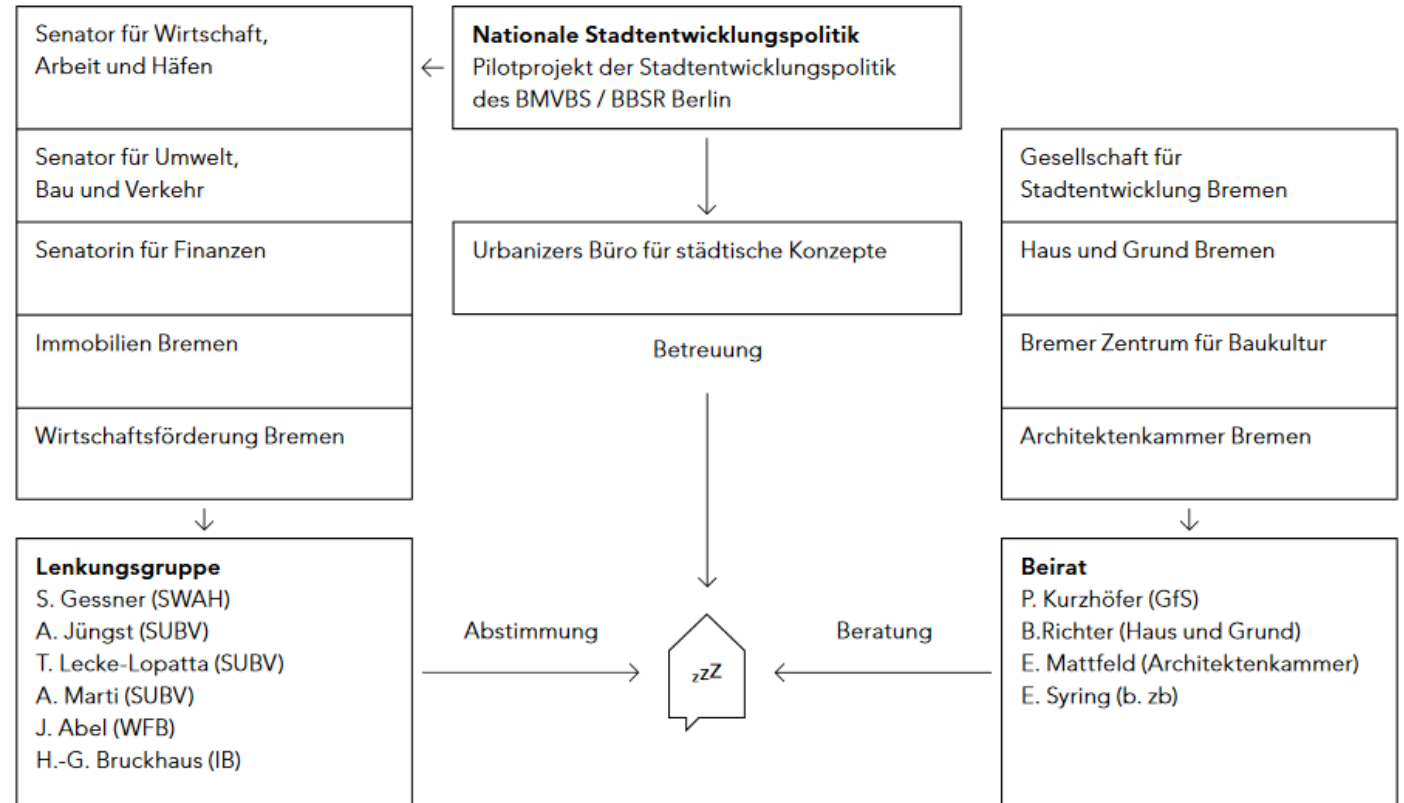 Senator für Wirtschaft,
Arbeit und Häfen
Nationale Stadtentwicklungspolitik
Pilotprojekt der Stadtentwicklungspolitik
des BMVBS / BBSR Berlin
Senator für Umwelt,
Bau und Verkehr
Senatorin für Finanzen
Immobilien Bremen
Wirtschaftsförderung Bremen
Urbanizers Büro für städtische Konzepte
Betreuung
Gesellschaft für
Stadtentwicklung Bremen
Haus und Grund Bremen
Bremer Zentrum für Baukultur
Architektenkammer Bremen
Lenkungsgruppe
S. Gessner (SWAH)
A. Jüngst (SUBV)
T. Lecke-Lopatta (SUBV)
A. Marti (SUBV)
J. Abel (WFB)
H.-G. Bruckhaus (IB)
Abstimmung
zzZ
Beratung
Beirat
P. Kurzhöfer (GfS)
B.Richter (Haus und Grund)
E. Mattfeld (Architektenkammer)
E. Syring (b. zb)